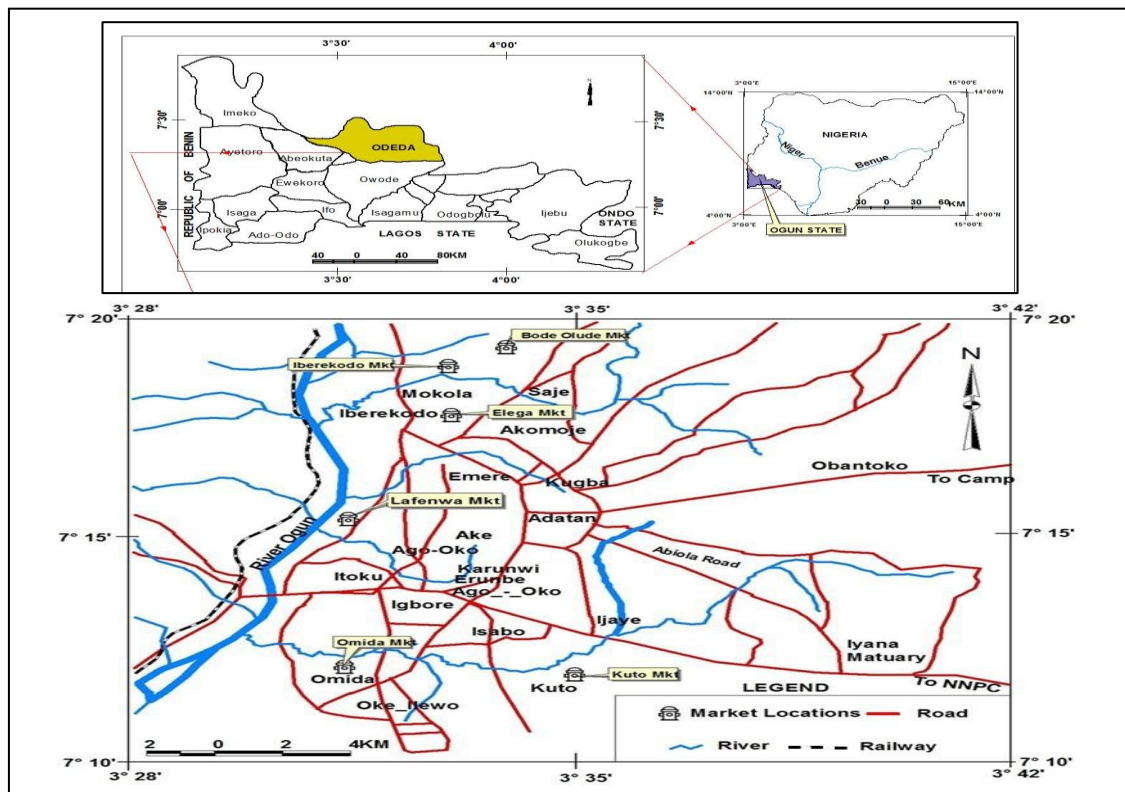 3°30'
4°00'
3°00'E
15°00'E
14°00'N
14°00'N
N
7°30'
7°30'
Imeko
NIGERIA
REPUBLIC OF BENIN
Ayetoro
Abeokuta
ODEDA
Niger
Benue
Ewekoro
Owode
7°00'
7°00'
Isaga
Ifo
Isagamu
Odogbolu
Ijebu
ONDO
STATE
Ipokia
Ado-Odo
LAGOS STATE
Olukogbe
30 0 30 60 KM
4°00'N
4°00'N
3°00'E
15°00'E
OGUN STATE
40 0 40 80KM
3°30'
4°00'
3° 28'
3° 35'
3° 42'
7° 20'
7° 20'
Bode Olude Mkt
Iberekodo Mkt
N
Mokola
Saje
Iberekodo
Elega Mkt
Akomoje
Obantoko
To Camp
Emere
Kugba
Lafenwa Mkt
Adatan
7° 15'
7° 15'
River Ogun
Ake
Ago-Oko
Abiola Road
Karunwi
Itoku
Erunbe
Ago_-_Oko
Igbore
Ijaye
Isabo
Iyana
Matuary
Omida Mkt
Omida
Kuto
Kuto Mkt
To NNPC
Oke_Ilewo
LEGEND
Market Locations
Road
River
Railway
2 0 2 4KM
7° 10'
7° 10'
3° 28'
3° 35'
3° 42'